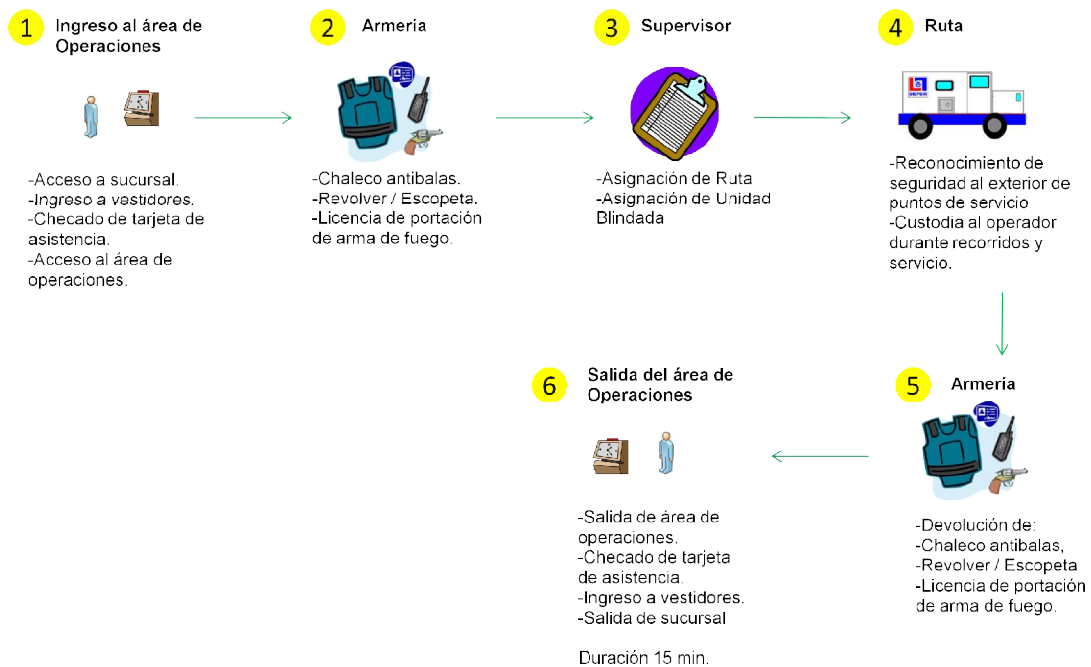 1 Ingreso al área de
Operaciones
-Acceso a sucursal.
-Ingreso a vestidores.
-Checado de tarjeta de
asistencia.
-Acceso al área de
operaciones.
2 Armeria
-Chaleco antibalas.
-Revolver / Escopeta.
-Licencia de portación
de arma de fuego.
3 Supervisor
-Asignación de Ruta
-Asignación de Unidad
Blindada
4 Ruta
-Reconocimiento de
seguridad al exterior de
puntos de servicio
-Custodia al operador
durante recorridos y
servicio.
5 Armeria
-Devolución de:
-Chaleco antibalas,
-Revolver / Escopeta
-Licencia de portación
de arma de fuego.
6 Salida del área de
Operaciones
-Salida de área de
operaciones.
-Checado de tarjeta
de asistencia.
-Ingreso a vestidores.
-Salida de sucursal
Duración 15 min.